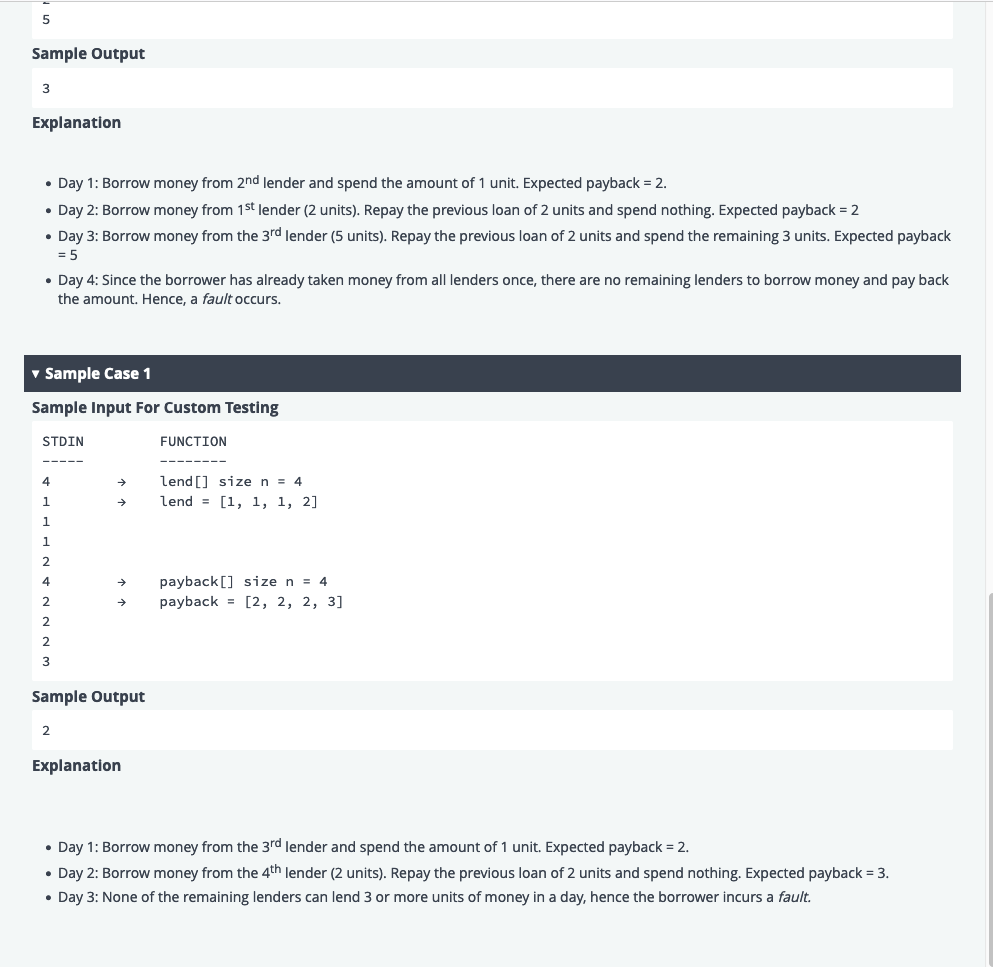 5
Sample Output
3
Explanation
• Day 1: Borrow money from 2nd lender and spend the amount of 1 unit. Expected payback = 2.
• Day 2: Borrow money from 1st lender (2 units). Repay the previous loan of 2 units and spend nothing. Expected payback = 2
• Day 3: Borrow money from the 3rd lender (5 units). Repay the previous loan of 2 units and spend the remaining 3 units. Expected payback
= 5
• Day 4: Since the borrower has already taken money from all lenders once, there are no remaining lenders to borrow money and pay back
the amount. Hence, a fault occurs.
▾ Sample Case 1
Sample Input For Custom Testing
STDIN FUNCTION
----- --------
4 → lend[] size n = 4
1 → lend = [1, 1, 1, 2]
1
1
2
4 → payback[] size n = 4
2 → payback = [2, 2, 2, 3]
2
2
3
Sample Output
2
Explanation
• Day 1: Borrow money from the 3rd lender and spend the amount of 1 unit. Expected payback = 2.
• Day 2: Borrow money from the 4th lender (2 units). Repay the previous loan of 2 units and spend nothing. Expected payback = 3.
• Day 3: None of the remaining lenders can lend 3 or more units of money in a day, hence the borrower incurs a fault.